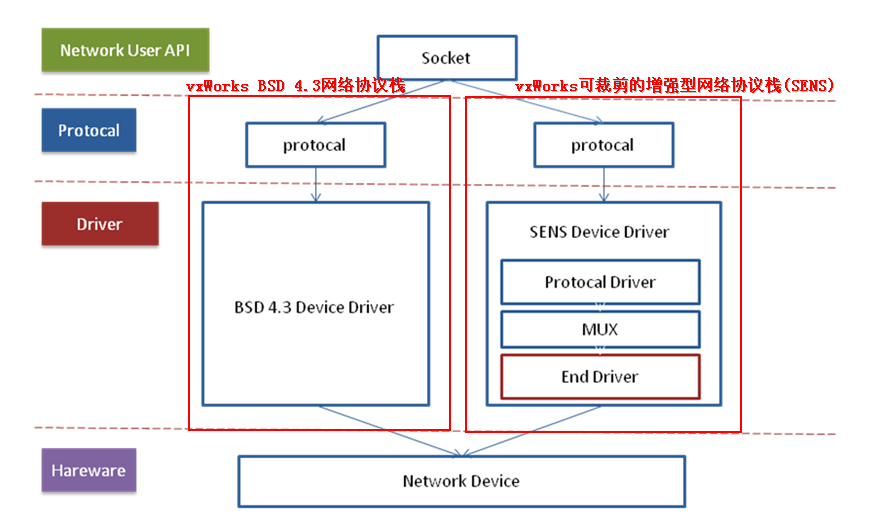 Network User API
Socket
vxWorks BSD 4.3网络协议栈
vxWorks可裁剪的增强型网络协议栈(SENS)
Protocal
protocal
protocal
Driver
BSD 4.3 Device Driver
SENS Device Driver
Protocal Driver
MUX
End Driver
Hareware
Network Device